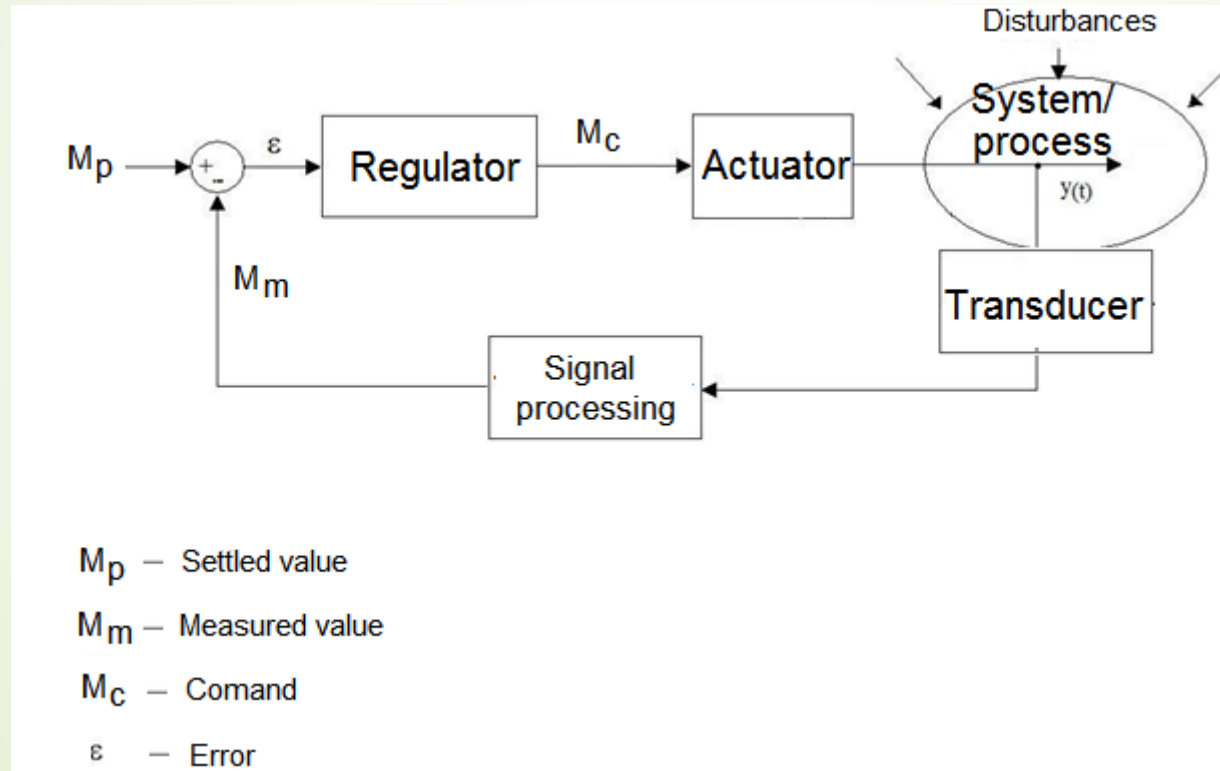 Disturbances
System/
process
Mp
+
-
ε
Regulator
Mc
Actuator
y(t)
Mm
Transducer
Signal
processing
Mp – Settled value
Mm – Measured value
Mc – Comand
ε – Error